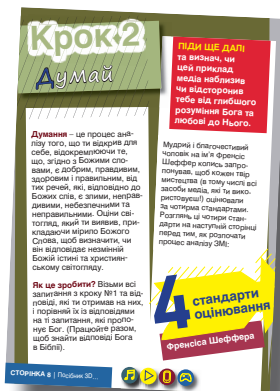 Крок 2
Думай
Думання – це процес ана-
лізу того, що ти відкрив для
себе, відокремлюючи те,
що, згідно з Божими сло-
вами, є добрим, правдивим,
здоровим і правильним, від
тих речей, які, відповідно до
Божих слів, є злими, неправ-
дивими, небезпечними та
неправильними. Оціни сві-
тогляд, який ти виявив, при-
кладаючи мірило Божого
Слова, щоб визначити, чи
він відповідає незмінній
Божій істині та християн-
ському світогляду.
Як це зробити? Візьми всі
запитання з кроку №1 та від-
повіді, які ти отримав на них,
і порівняй їх із відповідями
на ті запитання, які пропо-
нує Бог. (Працюйте разом,
щоб знайти відповіді Бога
в Біблії).
ПІДИ ЩЕ ДАЛІ
та визнач, чи
цей приклад
медіа наблизив
чи відсторонив
тебе від глибшого
розуміння Бога та
любові до Нього.
Мудрий і благочестивий
чоловік на ім'я Френсіс
Шеффер колись запро-
понував, щоб кожен твір
мистецтва (в тому числі всі
засоби медіа, які ти вико-
ристовуєш!) оцінювали
за чотирма стандартами.
Розглянь ці чотири стан-
дарти на наступній сторінці
перед тим, як розпочати
процес аналізу ЗМІ:
4 стандарти
оцінювання
Френсіса Шеффера
СТОРІНКА 8 | Посібник 3D...